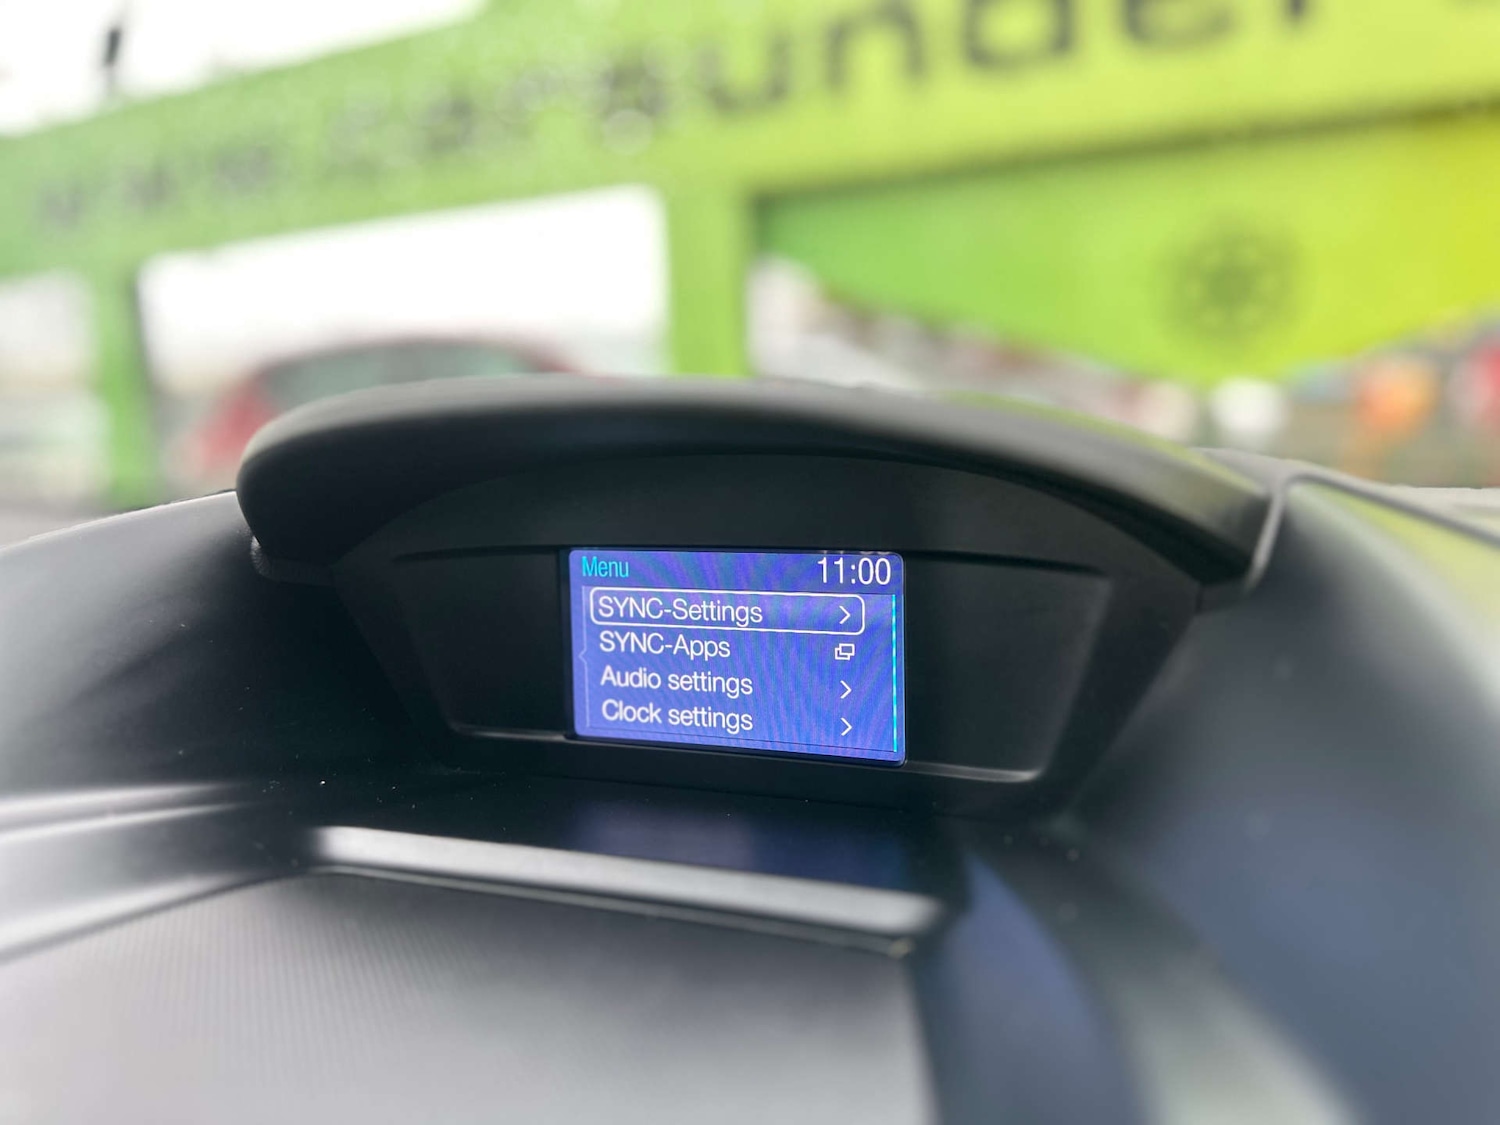 Menu
11:00
SYNC-Settings
SYNC-Apps
Audio settings
Clock settings